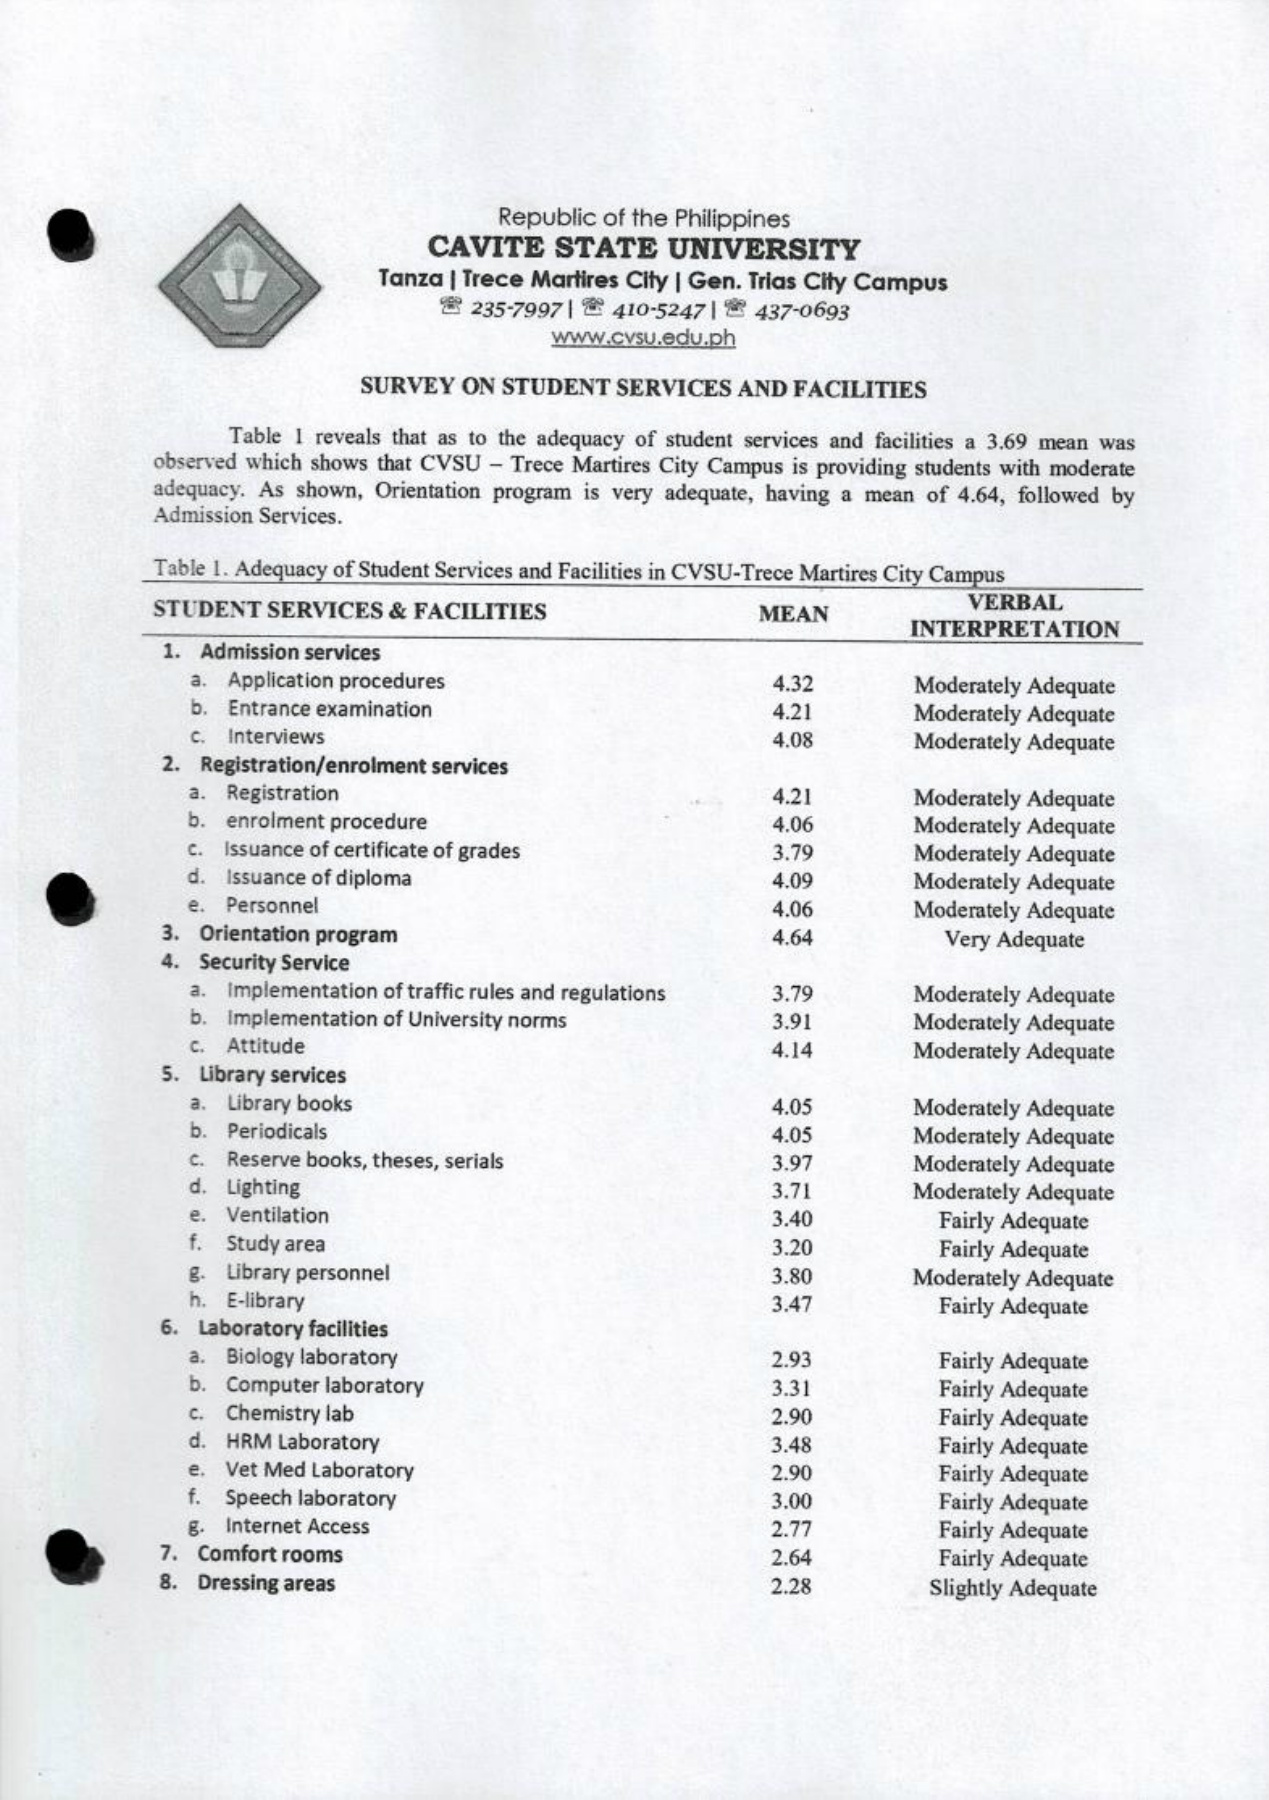 Republic of the Philippines
CAVITE STATE UNIVERSITY
Tanza | Trece Martires City | Gen. Trias City Campus
☏ 235-7997 | ☏ 410-5247 | ☏ 437-0693
www.cvsu.edu.ph
SURVEY ON STUDENT SERVICES AND FACILITIES
Table 1 reveals that as to the adequacy of student services and facilities a 3.69 mean was
observed which shows that CVSU – Trece Martires City Campus is providing students with moderate
adequacy. As shown, Orientation program is very adequate, having a mean of 4.64, followed by
Admission Services.
Table 1. Adequacy of Student Services and Facilities in CVSU-Trece Martires City Campus
STUDENT SERVICES & FACILITIES MEAN VERBAL INTERPRETATION
1. Admission services
a. Application procedures 4.32 Moderately Adequate
b. Entrance examination 4.21 Moderately Adequate
c. Interviews 4.08 Moderately Adequate
2. Registration/enrolment services
a. Registration 4.21 Moderately Adequate
b. enrolment procedure 4.06 Moderately Adequate
c. Issuance of certificate of grades 3.79 Moderately Adequate
d. Issuance of diploma 4.09 Moderately Adequate
e. Personnel 4.06 Moderately Adequate
3. Orientation program 4.64 Very Adequate
4. Security Service
a. Implementation of traffic rules and regulations 3.79 Moderately Adequate
b. Implementation of University norms 3.91 Moderately Adequate
c. Attitude 4.14 Moderately Adequate
5. Library services
a. Library books 4.05 Moderately Adequate
b. Periodicals 4.05 Moderately Adequate
c. Reserve books, theses, serials 3.97 Moderately Adequate
d. Lighting 3.71 Moderately Adequate
e. Ventilation 3.40 Fairly Adequate
f. Study area 3.20 Fairly Adequate
g. Library personnel 3.80 Moderately Adequate
h. E-library 3.47 Fairly Adequate
6. Laboratory facilities
a. Biology laboratory 2.93 Fairly Adequate
b. Computer laboratory 3.31 Fairly Adequate
c. Chemistry lab 2.90 Fairly Adequate
d. HRM Laboratory 3.48 Fairly Adequate
e. Vet Med Laboratory 2.90 Fairly Adequate
f. Speech laboratory 3.00 Fairly Adequate
g. Internet Access 2.77 Fairly Adequate
7. Comfort rooms 2.64 Fairly Adequate
8. Dressing areas 2.28 Slightly Adequate